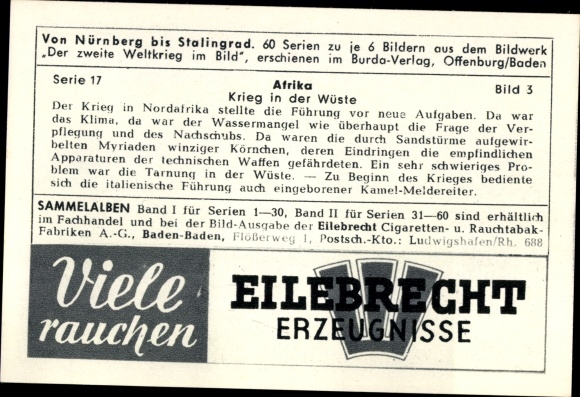 Von Nürnberg bis Stalingrad. 60 Serien zu je 6 Bildern aus dem Bildwerk
„Der zweite Weltkrieg im Bild", erschienen im Burda-Verlag, Offenburg/Baden
Serie 17 Afrika Bild 3
Krieg in der Wüste
Der Krieg in Nordafrika stellte die Führung vor neue Aufgaben. Da war
das Klima, da war der Wassermangel wie überhaupt die Frage der Ver-
pflegung und des Nachschubs. Da waren die durch Sandstürme aufgewir-
belten Myriaden winziger Körnchen, deren Eindringen die empfindlichen
Apparaturen der technischen Waffen gefährdeten. Ein sehr schwieriges Pro-
blem war die Tarnung in der Wüste. — Zu Beginn des Krieges bediente
sich die italienische Führung auch eingeborener Kamel-Meldereiter.
SAMMELALBEN Band I für Serien 1—30, Band II für Serien 31—60 sind erhältlich
im Fachhandel und bei der Bild-Ausgabe der Eilebrecht Cigaretten- u. Rauchtabak-
Fabriken A.-G., Baden-Baden, Flößerweg 1, Postsch.-Kto.: Ludwigshafen/Rh. 688
Viele
rauchen
EILEBRECHT
ERZEUGNISSE